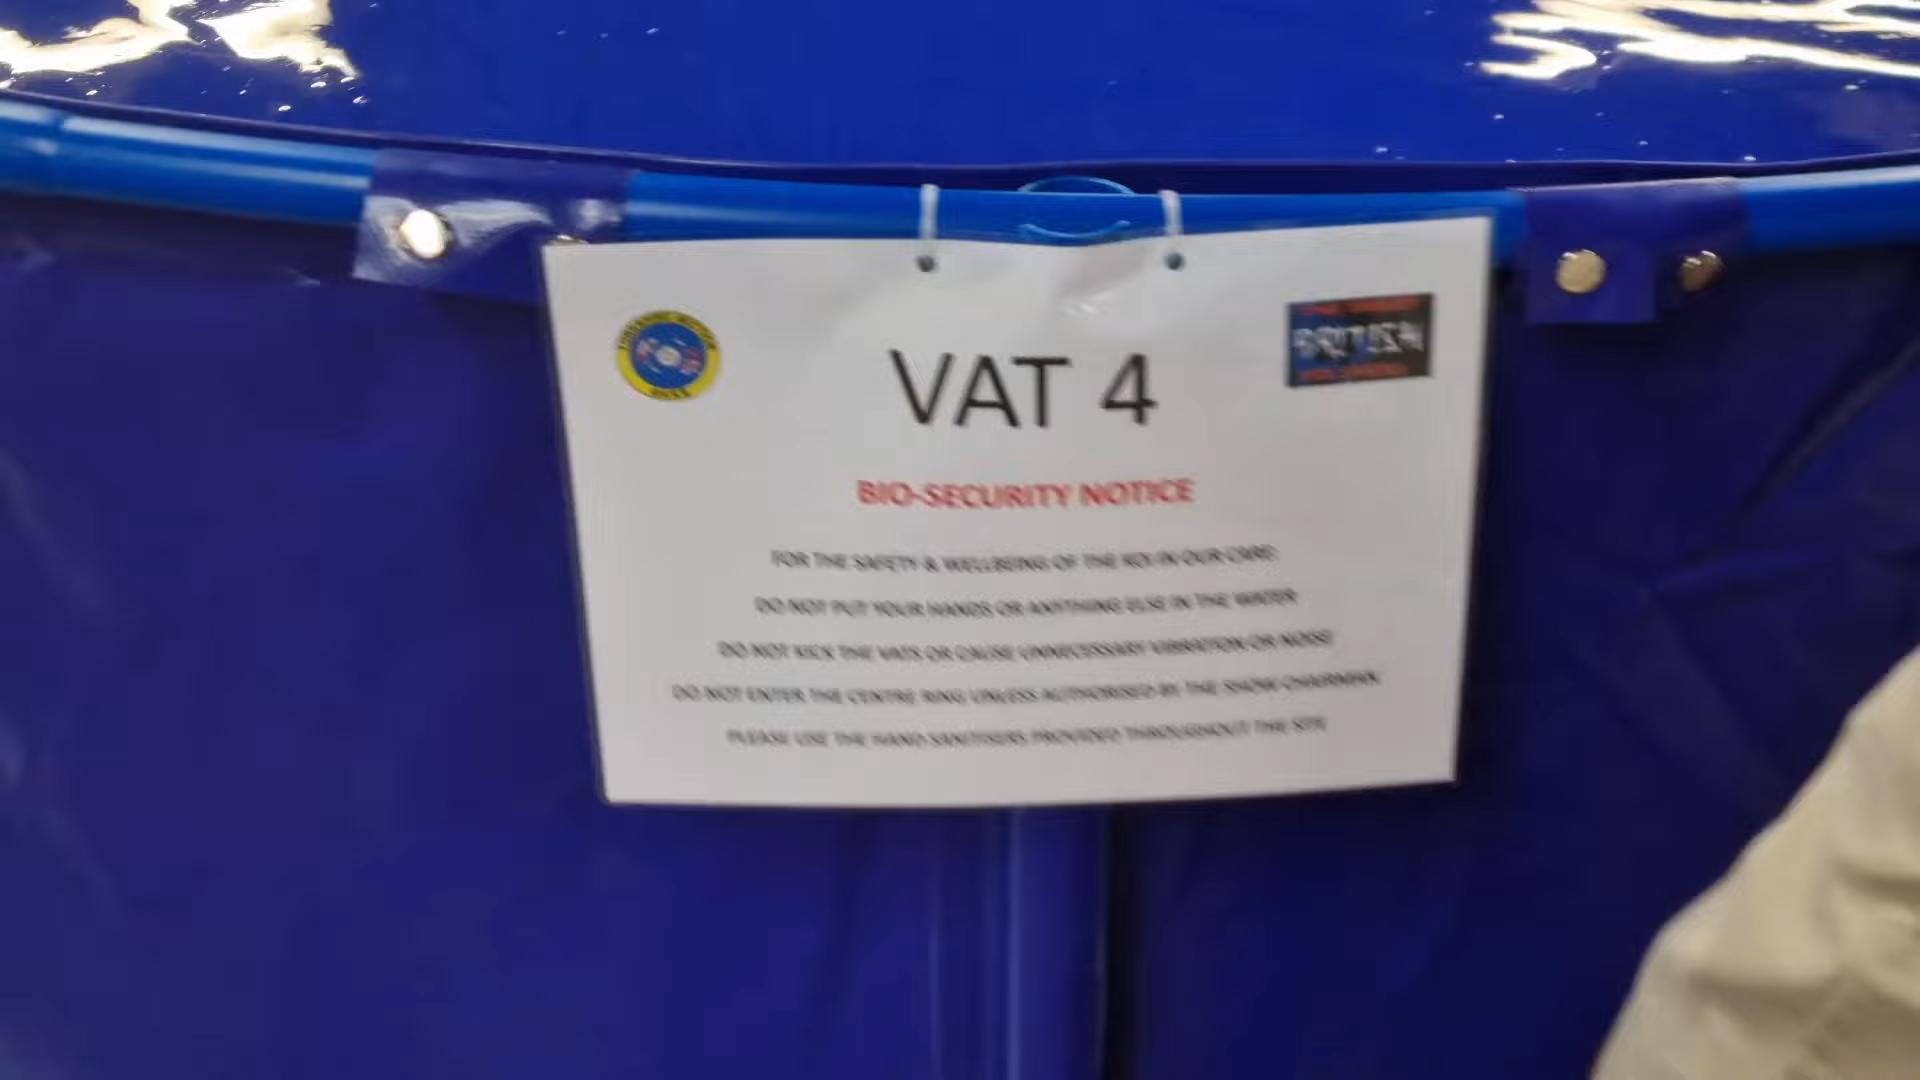 VAT 4
BRITISH
BIO-SECURITY NOTICE
FOR THE SAFETY & WELLBEING OF THE KOI IN OUR CARE:
DO NOT PUT YOUR HANDS OR ANYTHING ELSE IN THE WATER
DO NOT KICK THE VATS OR CAUSE UNNECESSARY VIBRATION OR NOISE
DO NOT ENTER THE CENTRE RING UNLESS AUTHORISED BY THE SHOW CHAIRMAN
PLEASE USE THE HAND SANITISERS PROVIDED THROUGHOUT THE SITE